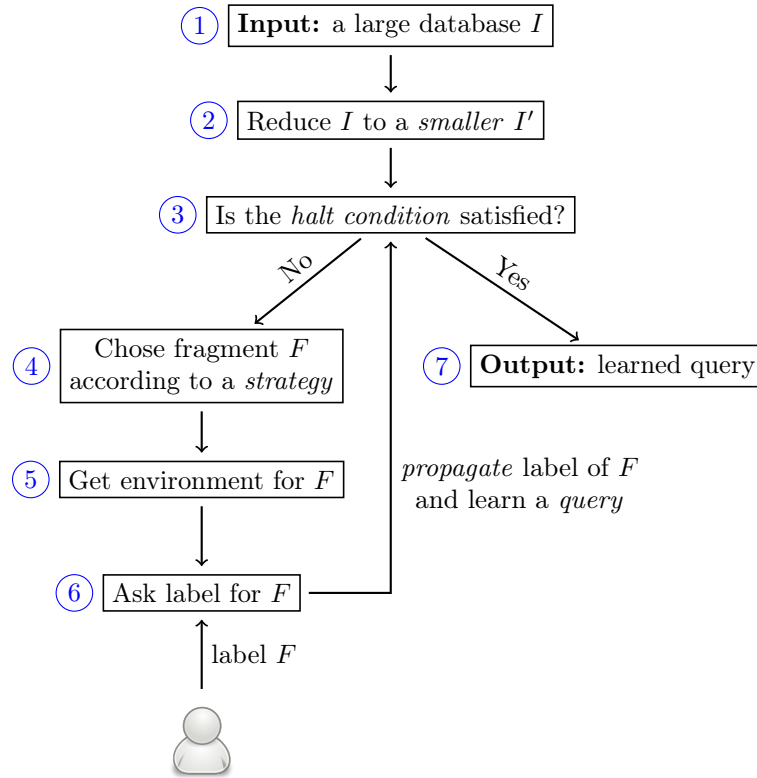 1 Input: a large database I
2 Reduce I to a smaller I′
3 Is the halt condition satisfied?
No
Yes
4
Chose fragment F
according to a strategy
7 Output: learned query
propagate label of F
and learn a query
5 Get environment for F
6 Ask label for F
label F